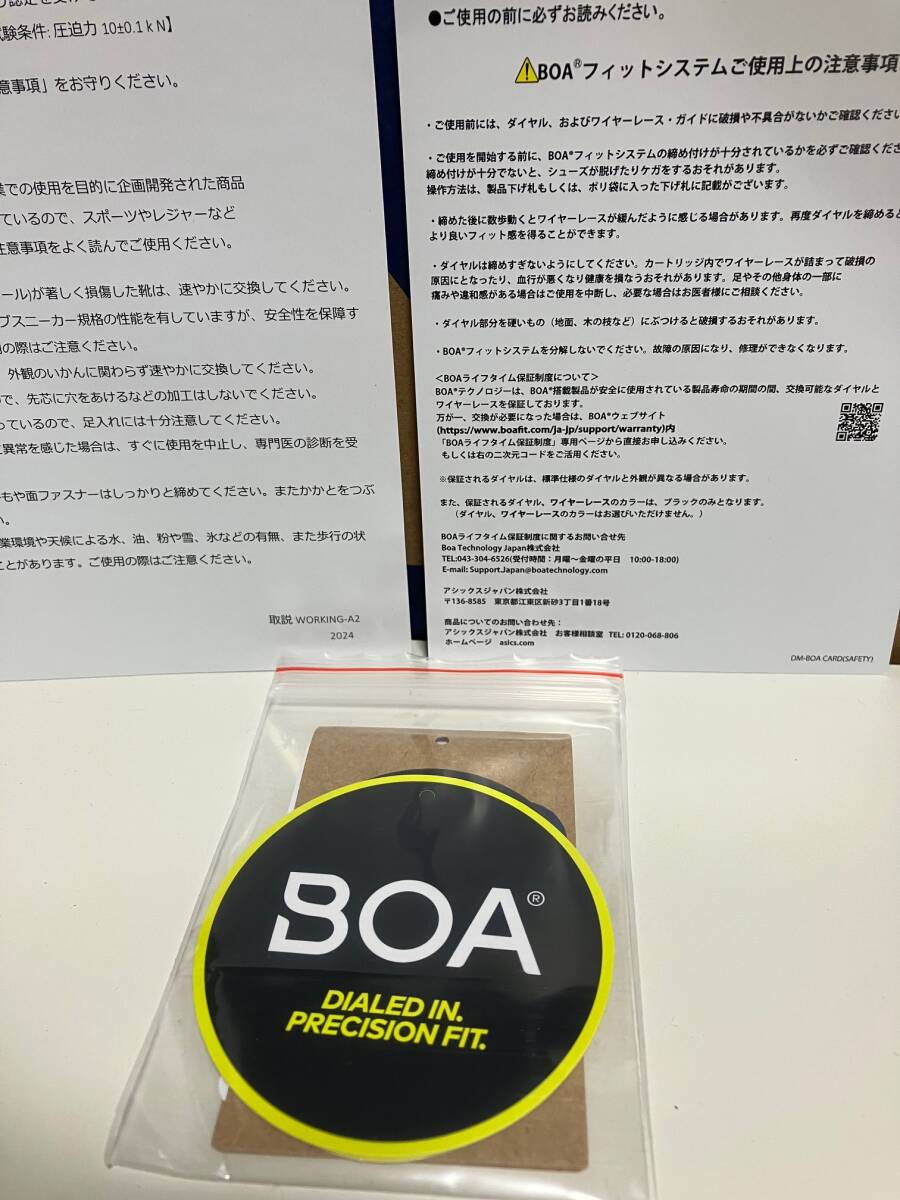 験条件: 圧迫力 10±0.1ｋN】
意事項」をお守りください。
業での使用を目的に企画開発された商品
ているので、スポーツやレジャーなど
注意事項をよく読んでご使用ください。
ール)が著しく損傷した靴は、速やかに交換してください。
ブスニーカー規格の性能を有していますが、安全性を保障す
用の際はご注意ください。
、外観のいかんに関わらず速やかに交換してください。
ので、先芯に穴をあけるなどの加工はしないでください。
っているので、足入れには十分注意してください。
に異常を感じた場合は、すぐに使用を中止し、専門医の診断を受
もや面ファスナーはしっかりと締めてください。またかかとをつぶ
い。
業環境や天候による水、油、粉や雪、氷などの有無、また歩行の状
ことがあります。ご使用の際はご注意ください。
取説 WORKING-A2
2024
●ご使用の前に必ずお読みください。
⚠BOA®フィットシステムご使用上の注意事項
・ご使用前には、ダイヤル、およびワイヤーレース・ガイドに破損や不具合がないかご確認ください
・ご使用を開始する前に、BOA®フィットシステムの締め付けが十分されているかを必ずご確認くださ
締め付けが十分でないと、シューズが脱げたりケガをするおそれがあります。
操作方法は、製品下げ札もしくは、ポリ袋に入った下げ札に記載がございます。
・締めた後に数歩動くとワイヤーレースが緩んだように感じる場合があります。再度ダイヤルを締めると
より良いフィット感を得ることができます。
・ダイヤルは締めすぎないようにしてください。カートリッジ内でワイヤーレースが詰まって破損の
原因にとなったり、血行が悪くなり健康を損なうおそれがあります。足やその他身体の一部に
痛みや違和感がある場合はご使用を中断し、必要な場合はお医者様にご相談ください。
・ダイヤル部分を硬いもの（地面、木の枝など）にぶつけると破損するおそれがあります。
・BOA®フィットシステムを分解しないでください。故障の原因になり、修理ができなくなります。
＜BOAライフタイム保証制度について＞
BOA®テクノロジーは、BOA®搭載製品が安全に使用されている製品寿命の期間の間、交換可能なダイヤルと
ワイヤーレースを保証しております。
万が一、交換が必要になった場合は、BOA®ウェブサイト
(https://www.boafit.com/ja-jp/support/warranty)内
「BOAライフタイム保証制度」専用ページから直接お申し込みください。
もしくは右の二次元コードをご活用ください。
※保証されるダイヤルは、標準仕様のダイヤルと外観が異なる場合があります。
また、保証されるダイヤル、ワイヤーレースのカラーは、ブラックのみとなります。
（ダイヤル、ワイヤーレースのカラーはお選びいただけません。）
BOAライフタイム保証制度に関するお問い合せ先
Boa Technology Japan株式会社
TEL:043-304-6526(受付時間：月曜～金曜の平日 10:00-18:00)
E-mail: Support.Japan@boatechnology.com
アシックスジャパン株式会社
〒136-8585 東京都江東区新砂3丁目1番18号
商品についてのお問い合わせ先：
アシックスジャパン株式会社 お客様相談室 TEL: 0120-068-806
ホームページ asics.com
DM-BOA CARD(SAFETY)
BOA®
DIALED IN.
PRECISION FIT.